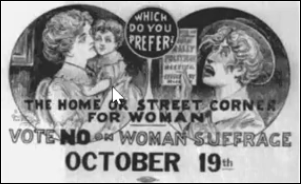 WHICH
DO YOU
PREFER?
THE HOME OR STREET CORNER
FOR WOMAN
VOTE NO ON WOMAN SUFFRAGE
OCTOBER 19th